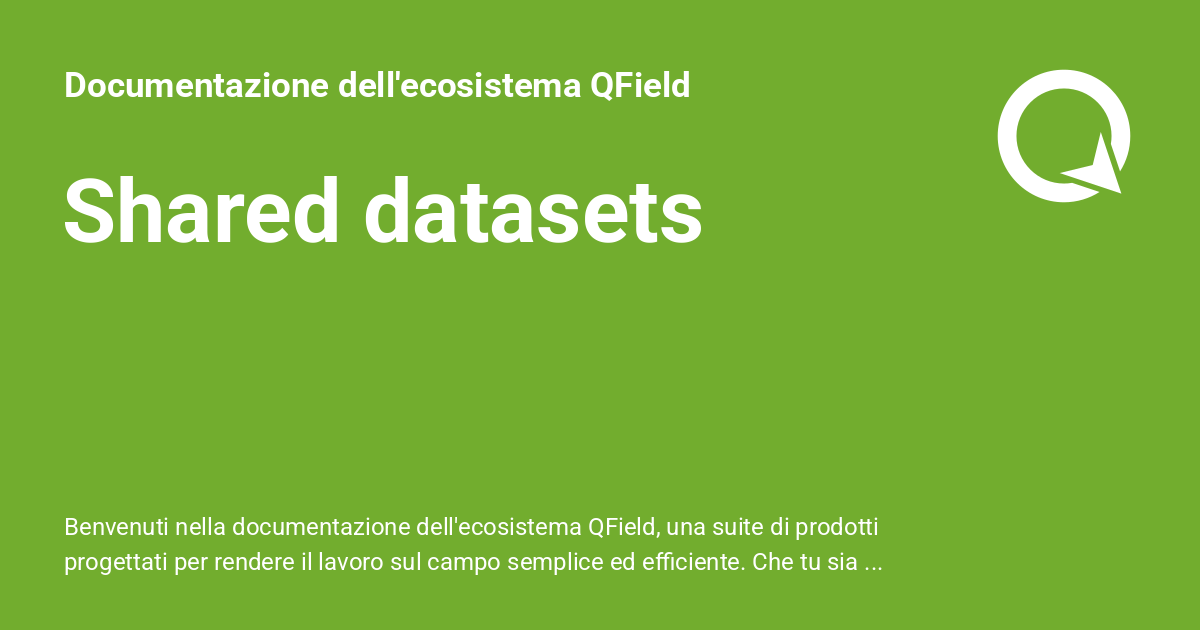 Documentazione dell'ecosistema QField
Shared datasets
Benvenuti nella documentazione dell'ecosistema QField, una suite di prodotti
progettati per rendere il lavoro sul campo semplice ed efficiente. Che tu sia ...